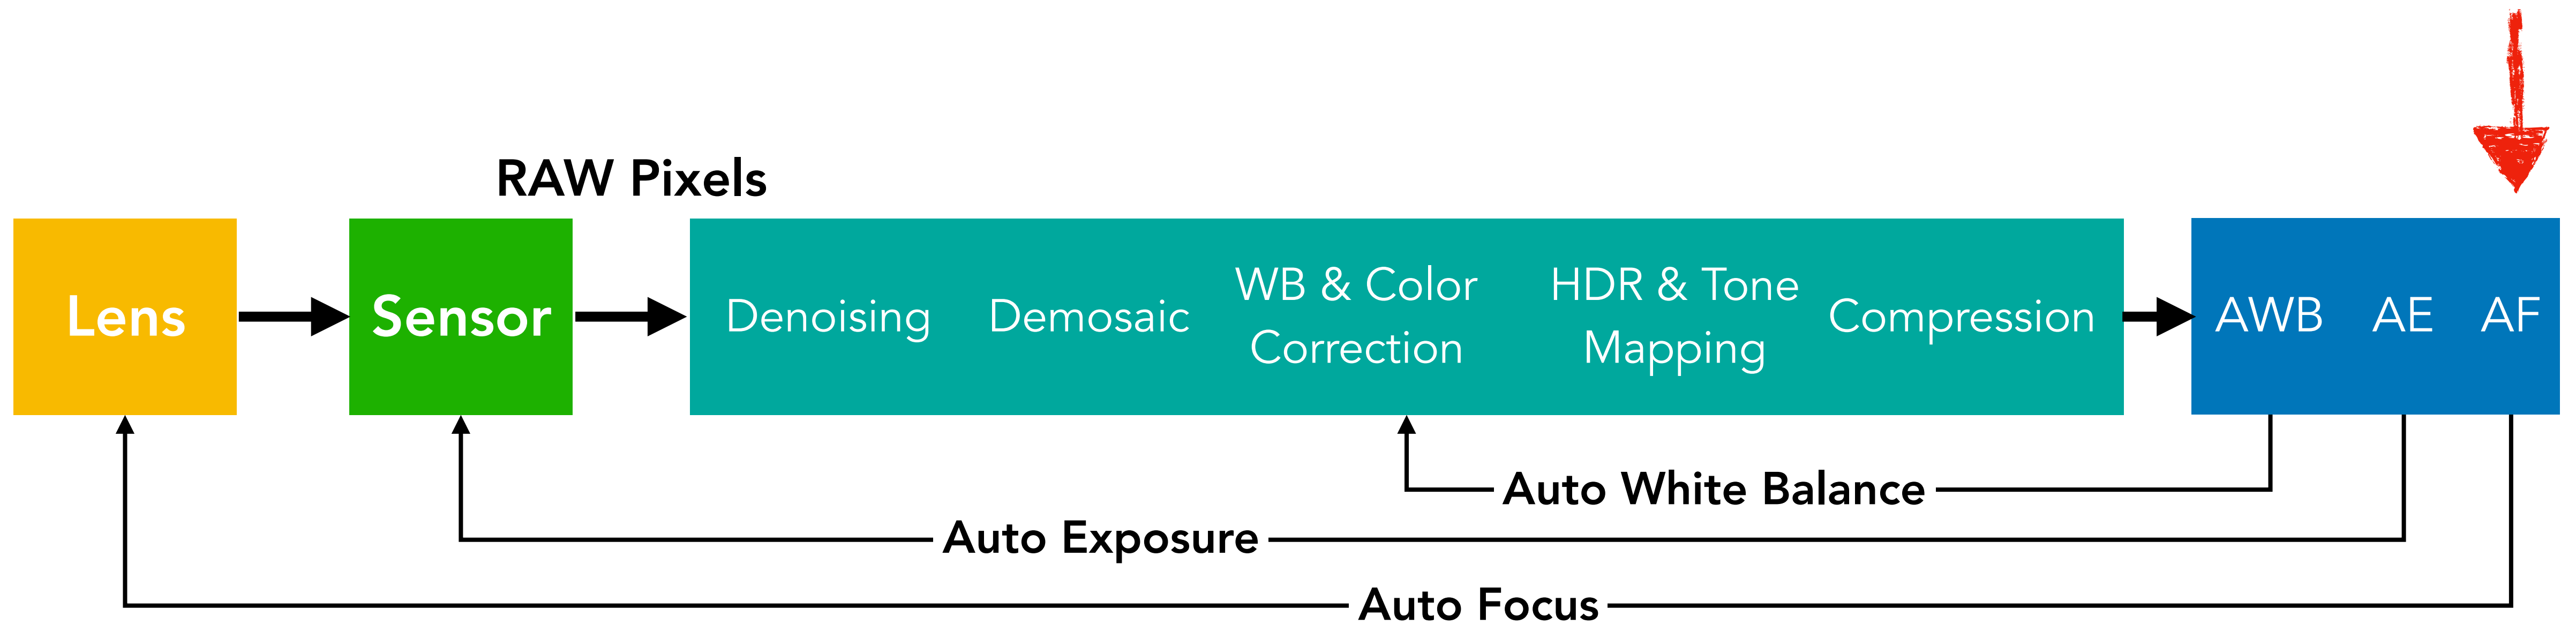 RAW Pixels
Lens
Sensor
Denoising
Demosaic
WB & Color
Correction
HDR & Tone
Mapping
Compression
AWB
AE
AF
Auto White Balance
Auto Exposure
Auto Focus